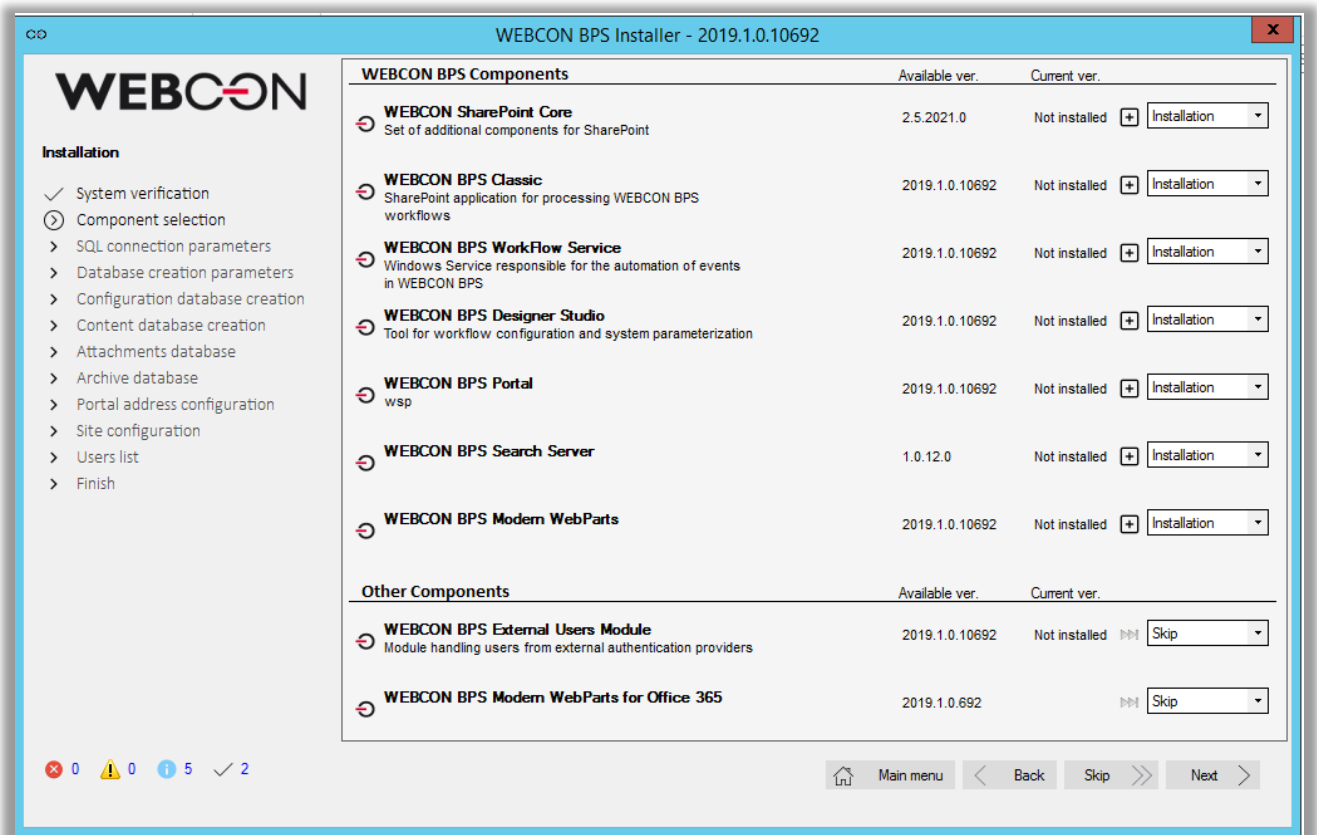 WEBCON BPS Installer - 2019.1.0.10692
x
WEBCON
Installation
System verification
Component selection
SQL connection parameters
Database creation parameters
Configuration database creation
Content database creation
Attachments database
Archive database
Portal address configuration
Site configuration
Users list
Finish
WEBCON BPS Components Available ver. Current ver.
WEBCON SharePoint Core
Set of additional components for SharePoint
2.5.2021.0 Not installed Installation
WEBCON BPS Classic
SharePoint application for processing WEBCON BPS
workflows
2019.1.0.10692 Not installed Installation
WEBCON BPS WorkFlow Service
Windows Service responsible for the automation of events
in WEBCON BPS
2019.1.0.10692 Not installed Installation
WEBCON BPS Designer Studio
Tool for workflow configuration and system parameterization
2019.1.0.10692 Not installed Installation
WEBCON BPS Portal
wsp
2019.1.0.10692 Not installed Installation
WEBCON BPS Search Server
1.0.12.0 Not installed Installation
WEBCON BPS Modern WebParts
2019.1.0.10692 Not installed Installation
Other Components Available ver. Current ver.
WEBCON BPS External Users Module
Module handling users from external authentication providers
2019.1.0.10692 Not installed Skip
WEBCON BPS Modern WebParts for Office 365
2019.1.0.692 Skip
0 0 5 2
Main menu Back Skip Next